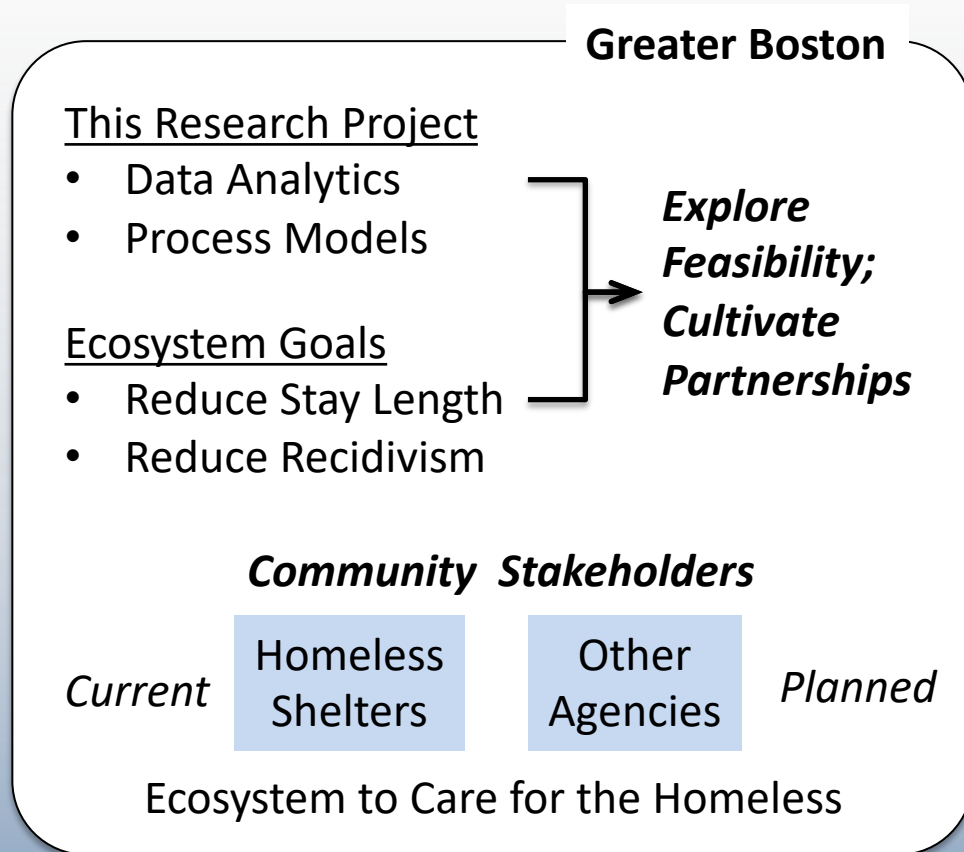 Greater Boston
This Research Project
• Data Analytics
• Process Models
Explore
Feasibility;
Cultivate
Partnerships
Ecosystem Goals
• Reduce Stay Length
• Reduce Recidivism
Community Stakeholders
Current
Homeless
Shelters
Other
Agencies
Planned
Ecosystem to Care for the Homeless